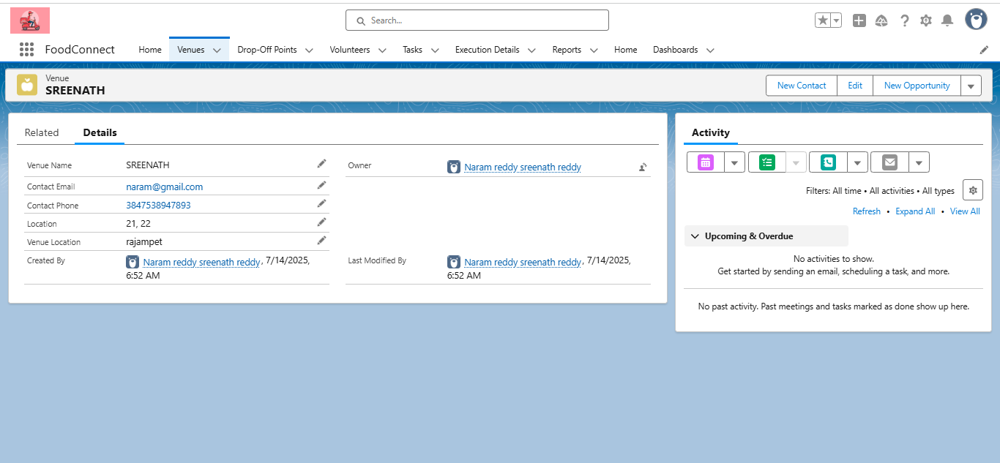 Search...
FoodConnect Home Venues Drop-Off Points Volunteers Tasks Execution Details Reports Home Dashboards
Venue
SREENATH
New Contact Edit New Opportunity
Related Details
Venue Name SREENATH
Owner Naram reddy sreenath reddy
Contact Email naram@gmail.com
Contact Phone 3847538947893
Location 21, 22
Venue Location rajampet
Created By Naram reddy sreenath reddy, 7/14/2025,
6:52 AM
Last Modified By Naram reddy sreenath reddy, 7/14/2025,
6:52 AM
Activity
Filters: All time • All activities • All types
Refresh • Expand All • View All
Upcoming & Overdue
No activities to show.
Get started by sending an email, scheduling a task, and more.
No past activity. Past meetings and tasks marked as done show up here.